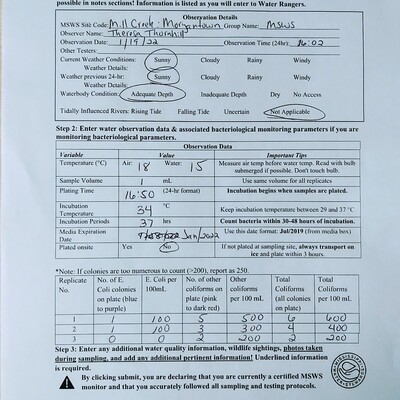 possible in notes sections! Information is listed as you will enter to Water Rangers.
Observation Details
MSWS Site Code: Mill Creek: Morgantown Group Name: MSWS
Observer Name: Theresa Thornhill
Observation Date: 1/19/22 Observation Time (24hr): 16:02
Other Testers:
Current Weather Conditions: Sunny Cloudy Rainy Windy
Weather Details:
Weather previous 24-hr: Sunny Cloudy Rainy Windy
Weather Details:
Waterbody Condition: Adequate Depth Inadequate Depth Dry No Access
Tidally Influenced Rivers: Rising Tide Falling Tide Uncertain Not Applicable
Step 2: Enter water observation data & associated bacteriological monitoring parameters if you are
monitoring bacteriological parameters.
Observation Data
Variable Value Important Tips
Temperature (°C) Air: 18 Water: 15 Measure air temp before water temp. Read with bulb
submerged if possible. Don't touch bulb.
Sample Volume 1 mL Use same volume for all replicates
Plating Time 16:50 (24-hr format) Incubation begins when samples are plated.
Incubation
Temperature 34 °C Keep incubation temperature between 29 and 37 °C
Incubation Periods 37 hrs Count bacteria within 30-48 hours of incubation.
Media Expiration
Date Jan/2022 Use this date format: Jul/2019 (from media box)
Plated onsite Yes No If not plated at sampling site, always transport on
ice and plate within 3 hours.
*Note: If colonies are too numerous to count (>200), report as 250.
Replicate
No. No. of E.
Coli colonies
on plate (blue
to purple) E. Coli per
100mL No. of other
coliforms on
plate (pink
to dark red) Other
coliforms
per 100 mL Total
Coliforms
(all colonies
on plate) Total
Coliforms
per 100 mL
1 1 100 5 500 6 600
2 1 100 3 300 4 400
3 0 0 2 200 2 200
Step 3: Enter any additional water quality information, wildlife sightings, photos taken
during sampling, and add any additional pertinent information! Underlined information
is required.
By clicking submit, you are declaring that you are currently a certified MSWS
monitor and that you accurately followed all sampling and testing protocols.